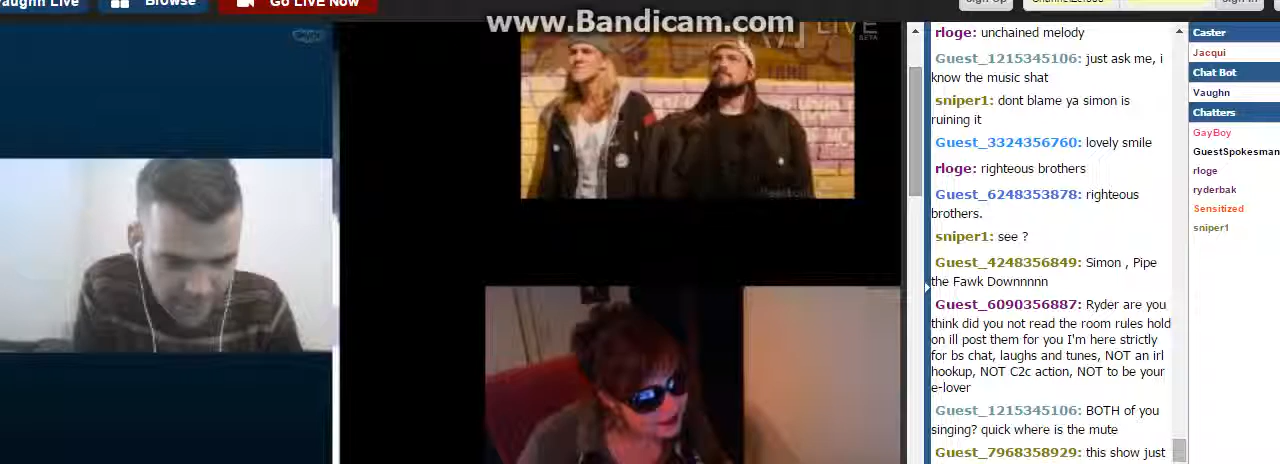 Vaughn Live
Browse
Go Live Now
www.Bandicam.com
LIVE
BETA
Sign Up
Sign In
rloge: unchained melody
Guest_1215345106: just ask me, i
know the music shat
sniper1: dont blame ya simon is
ruining it
Guest_3324356760: lovely smile
rloge: righteous brothers
Guest_6248353878: righteous
brothers.
sniper1: see ?
Guest_4248356849: Simon , Pipe
the Fawk Downnnnn
Guest_6090356887: Ryder are you
think did you not read the room rules hold
on ill post them for you I'm here strictly
for bs chat, laughs and tunes, NOT an irl
hookup, NOT C2c action, NOT to be your
e-lover
Guest_1215345106: BOTH of you
singing? quick where is the mute
Guest_7968358929: this show just
Caster
Jacqui
Chat Bot
Vaughn
Chatters
GayBoy
GuestSpokesman
rloge
ryderbak
Sensitized
sniper1